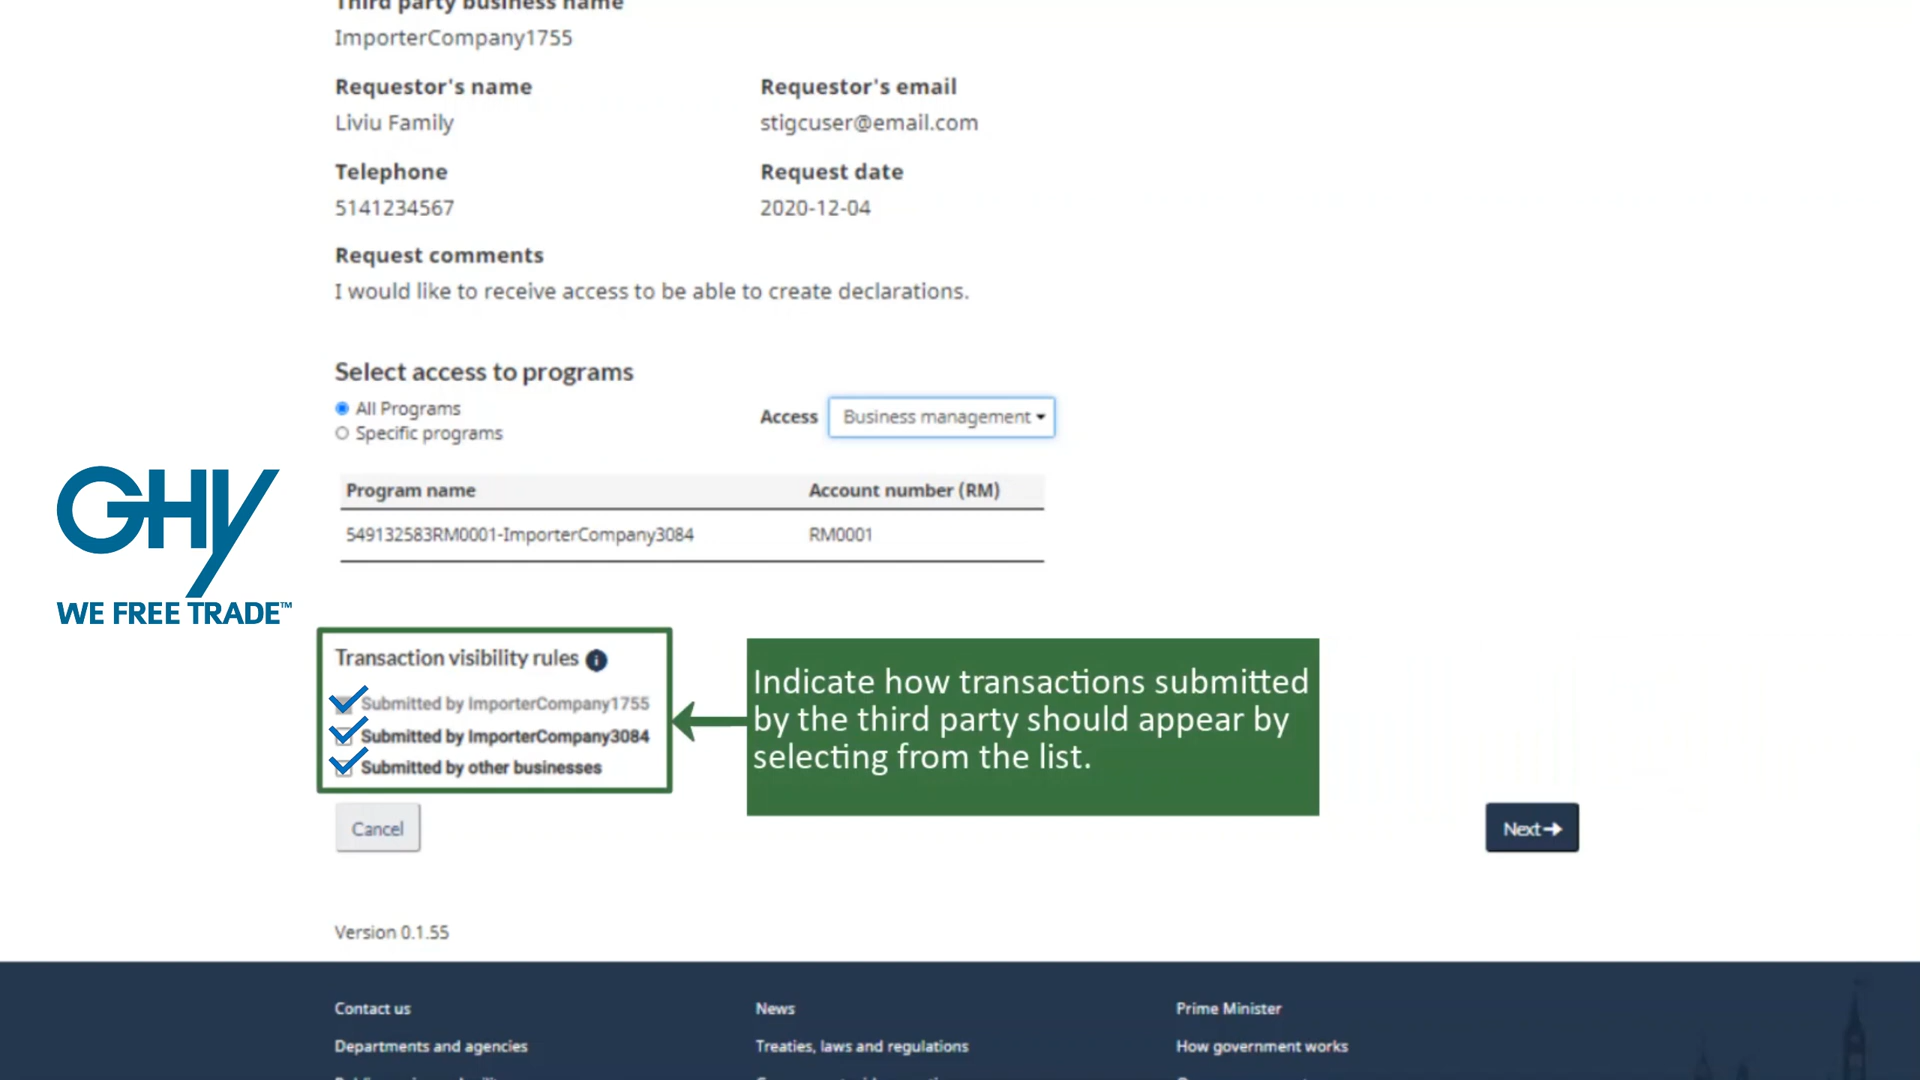 Third party business name
ImporterCompany1755
Requestor's name
Requestor's email
Liviu Family
stigcuser@email.com
Telephone
Request date
5141234567
2020-12-04
Request comments
I would like to receive access to be able to create declarations.
Select access to programs
All Programs
Specific programs
Access
Business management
Program name
Account number (RM)
549132583RM0001-ImporterCompany3084
RM0001
GHY
WE FREE TRADE™
Transaction visibility rules
Submitted by ImporterCompany1755
Submitted by ImporterCompany3084
Submitted by other businesses
Indicate how transactions submitted
by the third party should appear by
selecting from the list.
Cancel
Next
Version 0.1.55
Contact us
News
Prime Minister
Departments and agencies
Treaties, laws and regulations
How government works